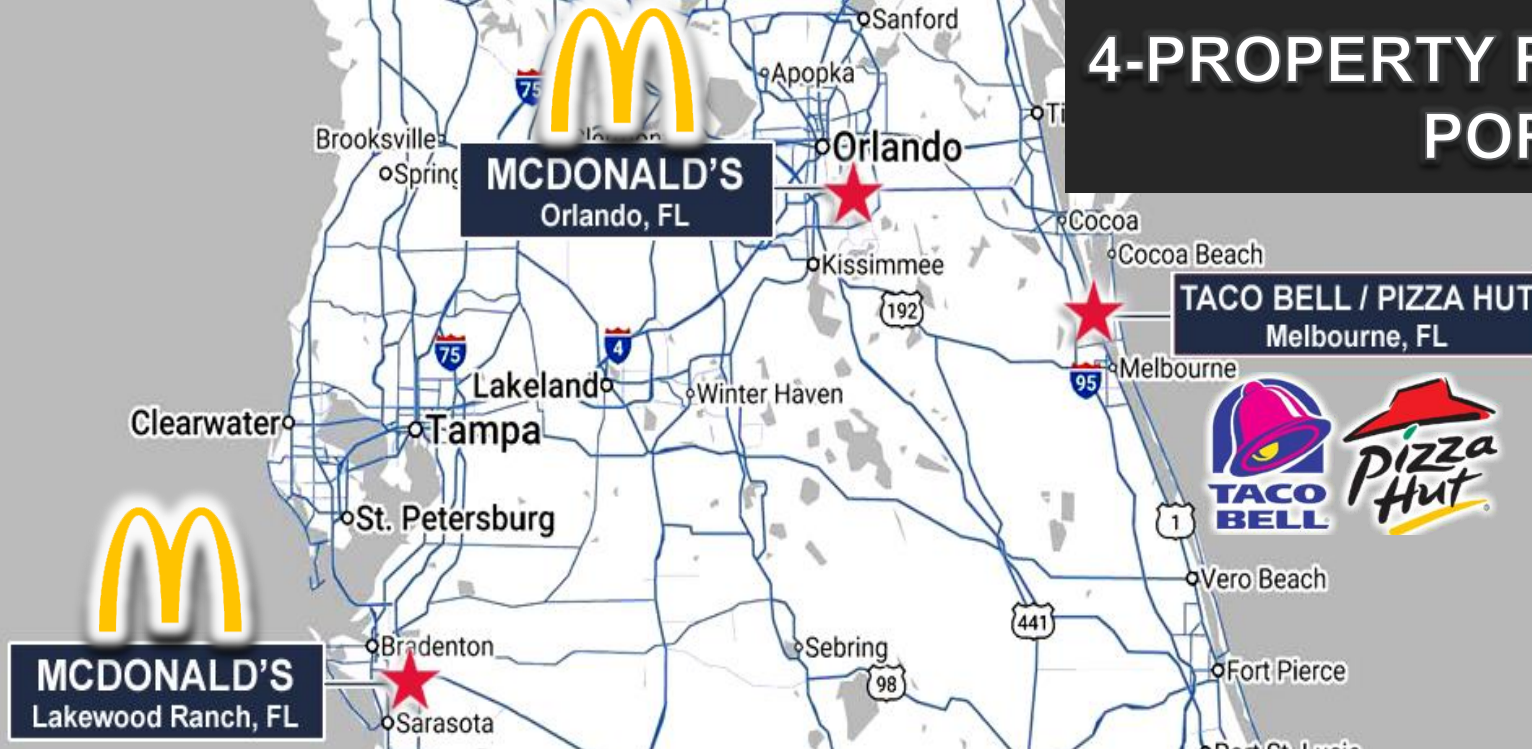 4-PROPERTY
Sanford
Apopka
75
Brooksville
Orlando
MCDONALD'S
Orlando, FL
Cocoa
Cocoa Beach
Kissimmee
192
TACO BELL / PIZZA HUT
Melbourne, FL
75
4
Lakeland
Winter Haven
95
Melbourne
Clearwater
Tampa
TACO
BELL
Pizza
Hut
St. Petersburg
1
Vero Beach
441
Bradenton
Sebring
MCDONALD'S
Lakewood Ranch, FL
98
Fort Pierce
Sarasota